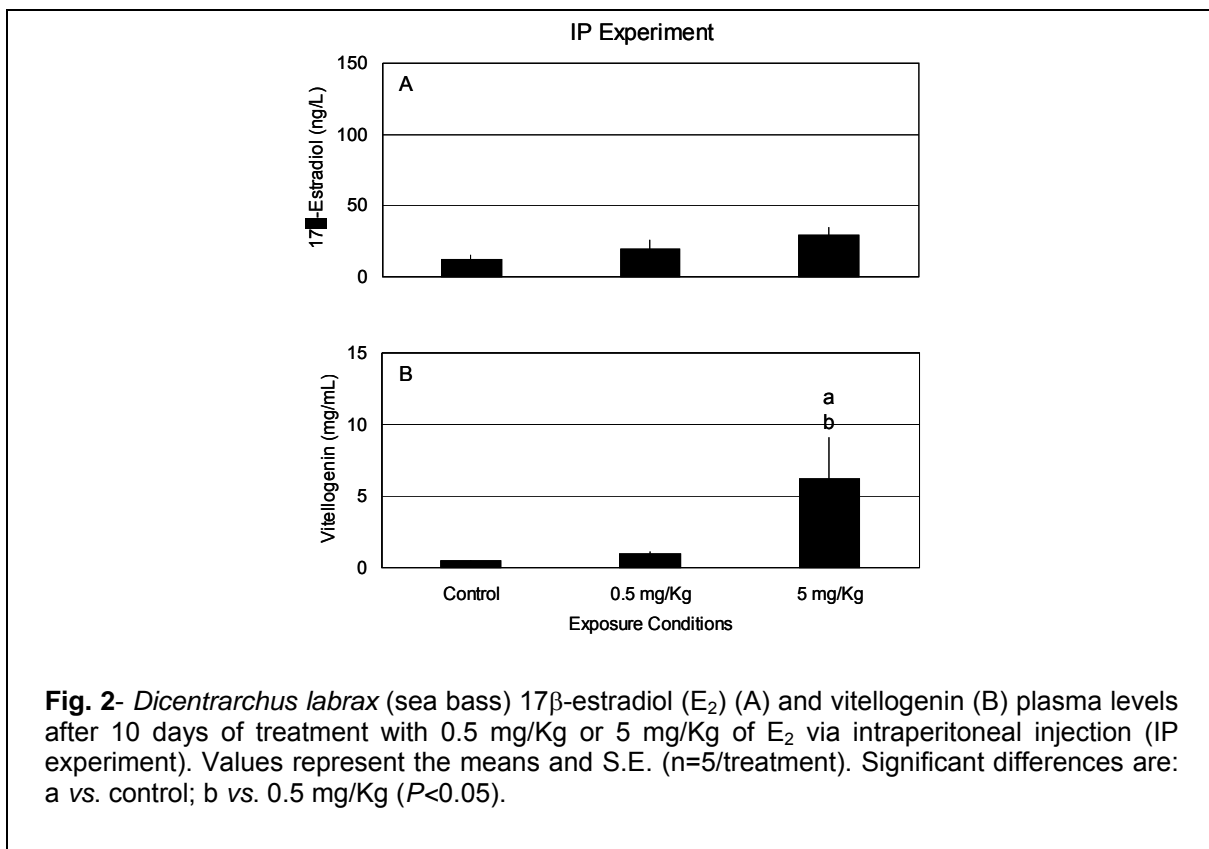 IP Experiment
A
150
100
50
0
17█-Estradiol (ng/L)
B
15
10
5
0
Vitellogenin (mg/mL)
a
b
Control 0.5 mg/Kg 5 mg/Kg
Exposure Conditions
Fig. 2- Dicentrarchus labrax (sea bass) 17β-estradiol (E₂) (A) and vitellogenin (B) plasma levels
after 10 days of treatment with 0.5 mg/Kg or 5 mg/Kg of E₂ via intraperitoneal injection (IP
experiment). Values represent the means and S.E. (n=5/treatment). Significant differences are:
a vs. control; b vs. 0.5 mg/Kg (P<0.05).